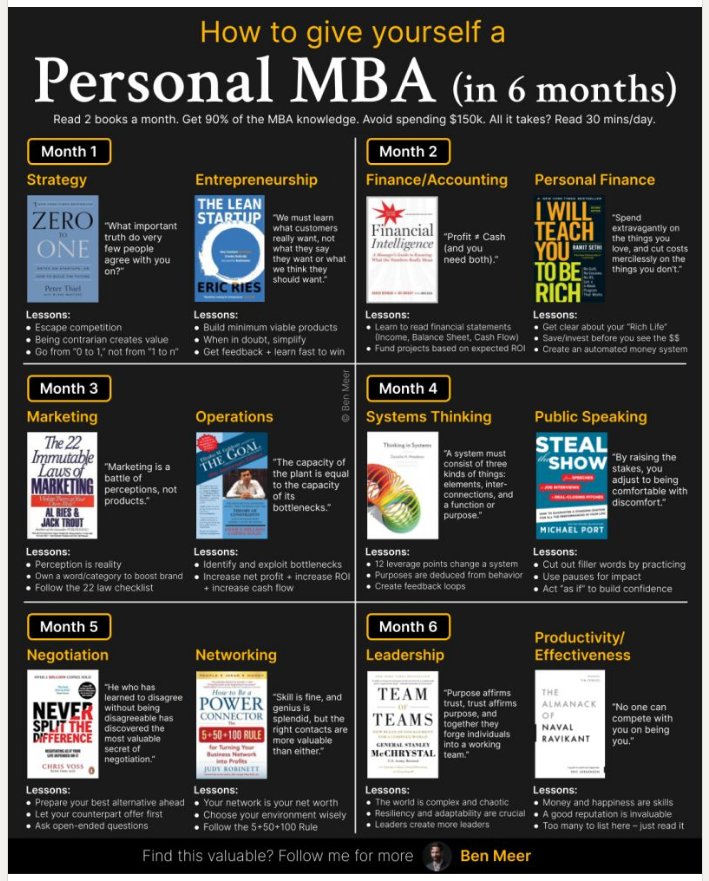 How to give yourself a
Personal MBA (in 6 months)
Read 2 books a month. Get 90% of the MBA knowledge. Avoid spending $150k. All it takes? Read 30 mins/day.
Month 1
Strategy
ZERO
TO
ONE
Peter Thiel
"What important
truth do very
few people
agree with you
on?"
Lessons:
• Escape competition
• Being contrarian creates value
• Go from "0 to 1," not from "1 to n"
Entrepreneurship
THE LEAN
STARTUP
ERIC RIES
"We must learn
what customers
really want, not
what they say
they want or what
we think they
should want."
Lessons:
• Build minimum viable products
• When in doubt, simplify
• Get feedback + learn fast to win
Month 2
Finance/Accounting
Financial
Intelligence
"Profit ≠ Cash
(and you
need both)."
Lessons:
• Learn to read financial statements
(Income, Balance Sheet, Cash Flow)
• Fund projects based on expected ROI
Personal Finance
I WILL
TEACH
YOU
RAMIT SETHI
TO BE
RICH
"Spend
extravagantly on
the things you
love, and cut costs
mercilessly on the
things you don't."
Lessons:
• Get clear about your "Rich Life"
• Save/invest before you see the $$
• Create an automated money system
© Ben Meer
Month 3
Marketing
The 22
Immutable
Laws of
MARKETING
AL RIES &
JACK TROUT
"Marketing is a
battle of
perceptions, not
products."
Lessons:
• Perception is reality
• Own a word/category to boost brand
• Follow the 22 law checklist
Operations
THE GOAL
"The capacity of
the plant is equal
to the capacity
of its
bottlenecks."
Lessons:
• Identify and exploit bottlenecks
• Increase net profit + increase ROI
+ increase cash flow
Month 4
Systems Thinking
Thinking in Systems
"A system must
consist of three
kinds of things:
elements, inter-
connections, and
a function or
purpose."
Lessons:
• 12 leverage points change a system
• Purposes are deduced from behavior
• Create feedback loops
Public Speaking
STEAL
the SHOW
MICHAEL PORT
"By raising the
stakes, you
adjust to being
comfortable with
discomfort."
Lessons:
• Cut out filler words by practicing
• Use pauses for impact
• Act "as if" to build confidence
Month 5
Negotiation
NEVER
SPLIT THE
DIFFERENCE
CHRIS VOSS
"He who has
learned to disagree
without being
disagreeable has
discovered the
most valuable
secret of
negotiation."
Lessons:
• Prepare your best alternative ahead
• Let your counterpart offer first
• Ask open-ended questions
Networking
How to Be a
POWER
CONNECTOR
The
5+50+100 RULE
for Turning Your
Business Network
into Profits
JUDY ROBINETT
"Skill is fine, and
genius is
splendid, but the
right contacts are
more valuable
than either."
Lessons:
• Your network is your net worth
• Choose your environment wisely
• Follow the 5+50+100 Rule
Month 6
Leadership
TEAM
OF
TEAMS
GENERAL STANLEY
McCHRYSTAL
"Purpose affirms
trust, trust affirms
purpose, and
together they
forge individuals
into a working
team."
Lessons:
• The world is complex and chaotic
• Resiliency and adaptability are crucial
• Leaders create more leaders
Productivity/
Effectiveness
THE
ALMANACK
OF
NAVAL
RAVIKANT
"No one can
compete with
you on being
you."
Lessons:
• Money and happiness are skills
• A good reputation is invaluable
• Too many to list here – just read it
Find this valuable? Follow me for more
Ben Meer